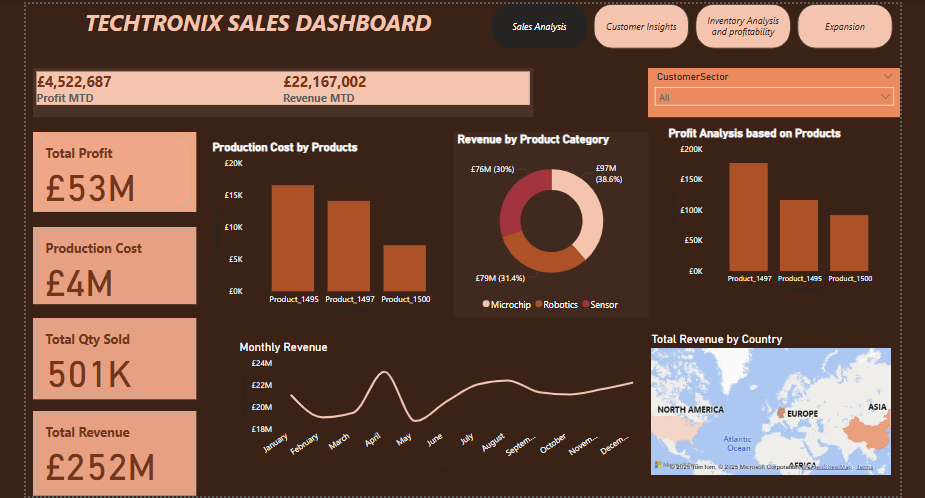 TECHTRONIX SALES DASHBOARD
Sales Analysis
Customer Insights
Inventory Analysis
and profitability
Expansion
£4,522,687
Profit MTD
£22,167,002
Revenue MTD
CustomerSector
All
Total Profit
£53M
Production Cost
£4M
Total Qty Sold
501K
Total Revenue
£252M
Production Cost by Products
£20K
£15K
£10K
£5K
£0K
Product_1495
Product_1497
Product_1500
Revenue by Product Category
£76M (30%)
£97M
(38.6%)
£79M (31.4%)
Microchip
Robotics
Sensor
Profit Analysis based on Products
£200K
£150K
£100K
£50K
£0K
Product_1497
Product_1495
Product_1500
Monthly Revenue
£24M
£22M
£20M
£18M
January
February
March
April
May
June
July
August
Septem...
October
Novem...
Decem...
Total Revenue by Country
NORTH AMERICA
EUROPE
ASIA
Atlantic
Ocean
AFRICA
© 2025 TomTom, © 2025 Microsoft Corporation, © OpenStreetMap Terms